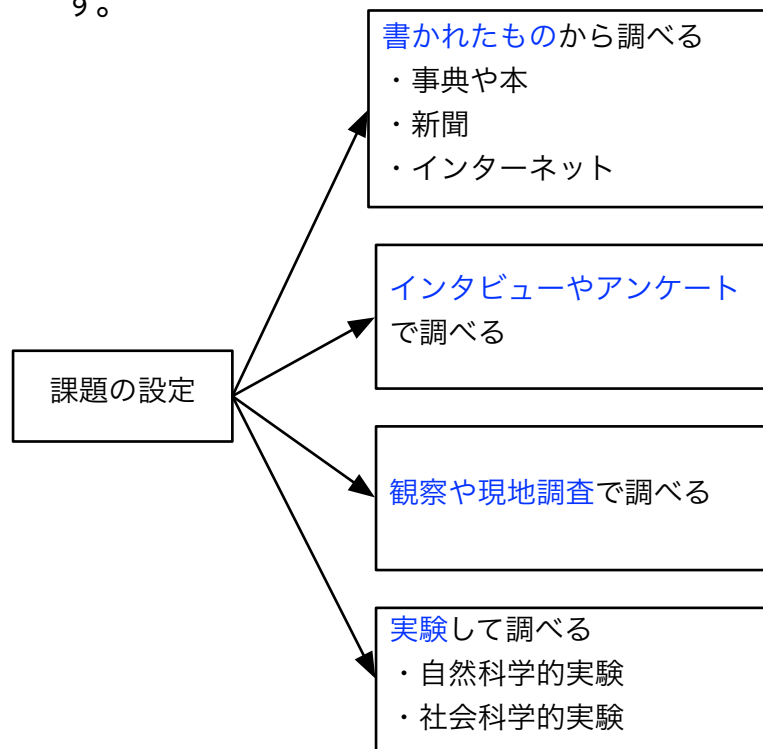 す。
書かれたものから調べる
・事典や本
・新聞
・インターネット
インタビューやアンケート
で調べる
課題の設定
観察や現地調査で調べる
実験して調べる
・自然科学的実験
・社会科学的実験